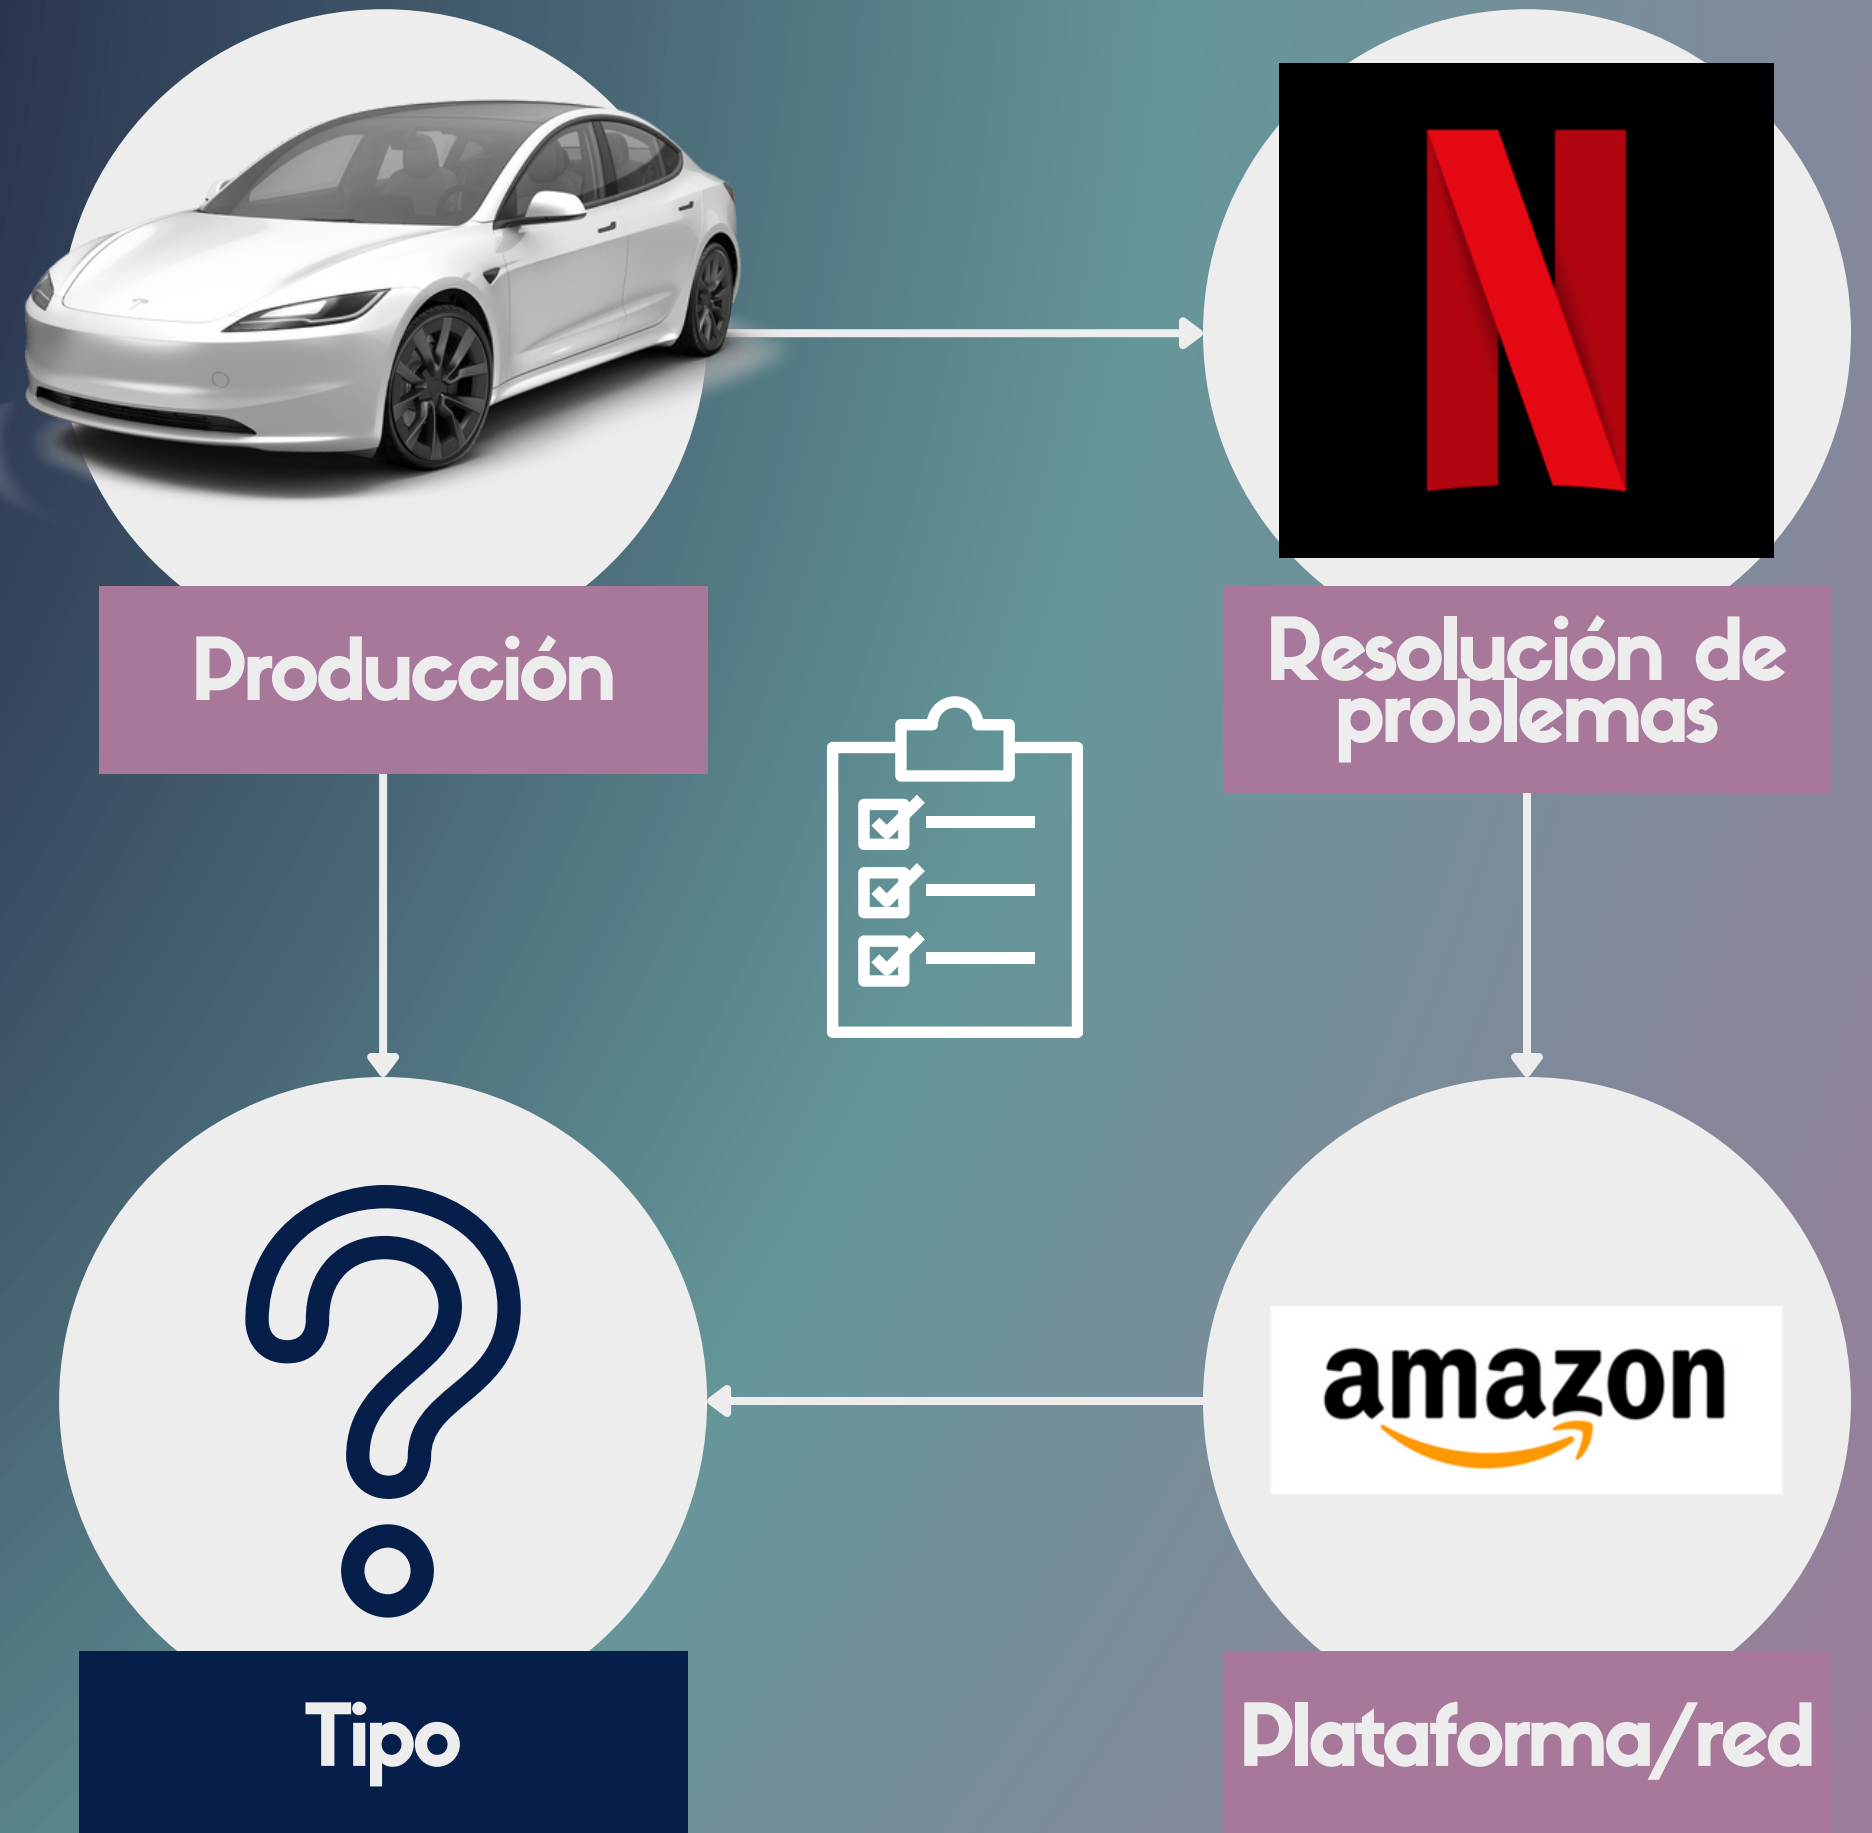 Producción
Resolución de
problemas
amazon
Tipo
Plataforma/red